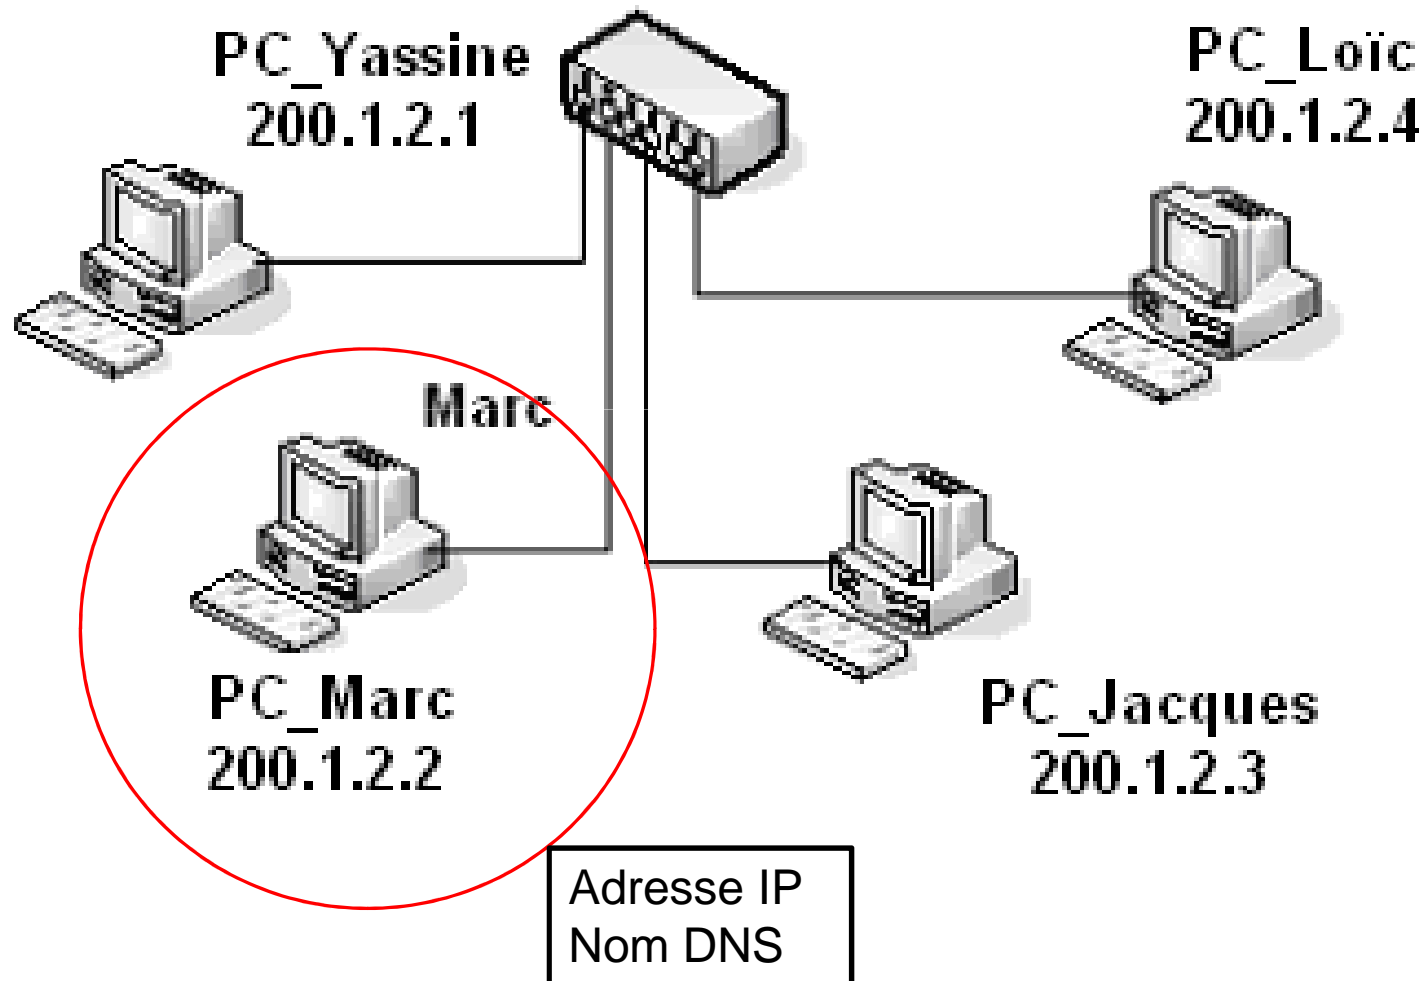 PC_Yassine
200.1.2.1
PC_Loïc
200.1.2.4
Marc
PC_Marc
200.1.2.2
PC_Jacques
200.1.2.3
Adresse IP
Nom DNS